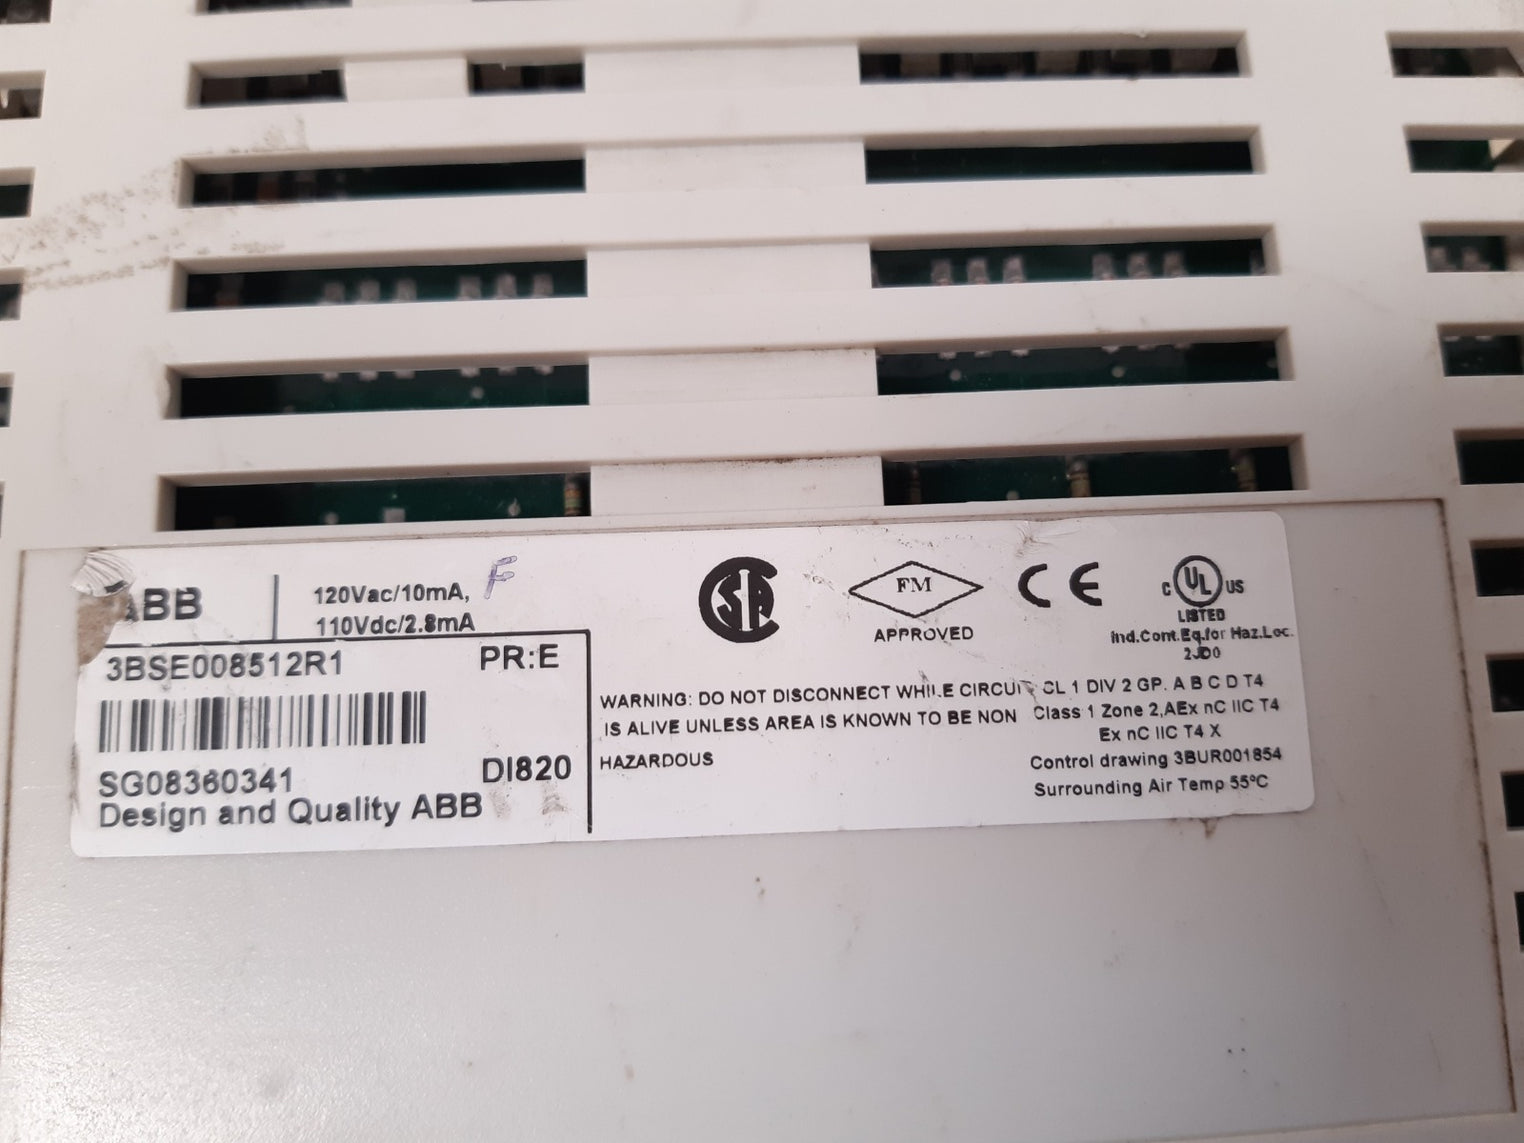 ABB
120Vac/10mA, F
110Vdc/2.8mA
3BSE008512R1 PR:E
SG08360341 DI820
Design and Quality ABB
CSA
FM
APPROVED
CE
C UL US
LISTED
Ind.Cont.Eq.for Haz.Loc.
2JD0
WARNING: DO NOT DISCONNECT WHILE CIRCUIT
IS ALIVE UNLESS AREA IS KNOWN TO BE NON
HAZARDOUS
CL 1 DIV 2 GP. A B C D T4
Class 1 Zone 2,AEx nC IIC T4
Ex nC IIC T4 X
Control drawing 3BUR001854
Surrounding Air Temp 55°C